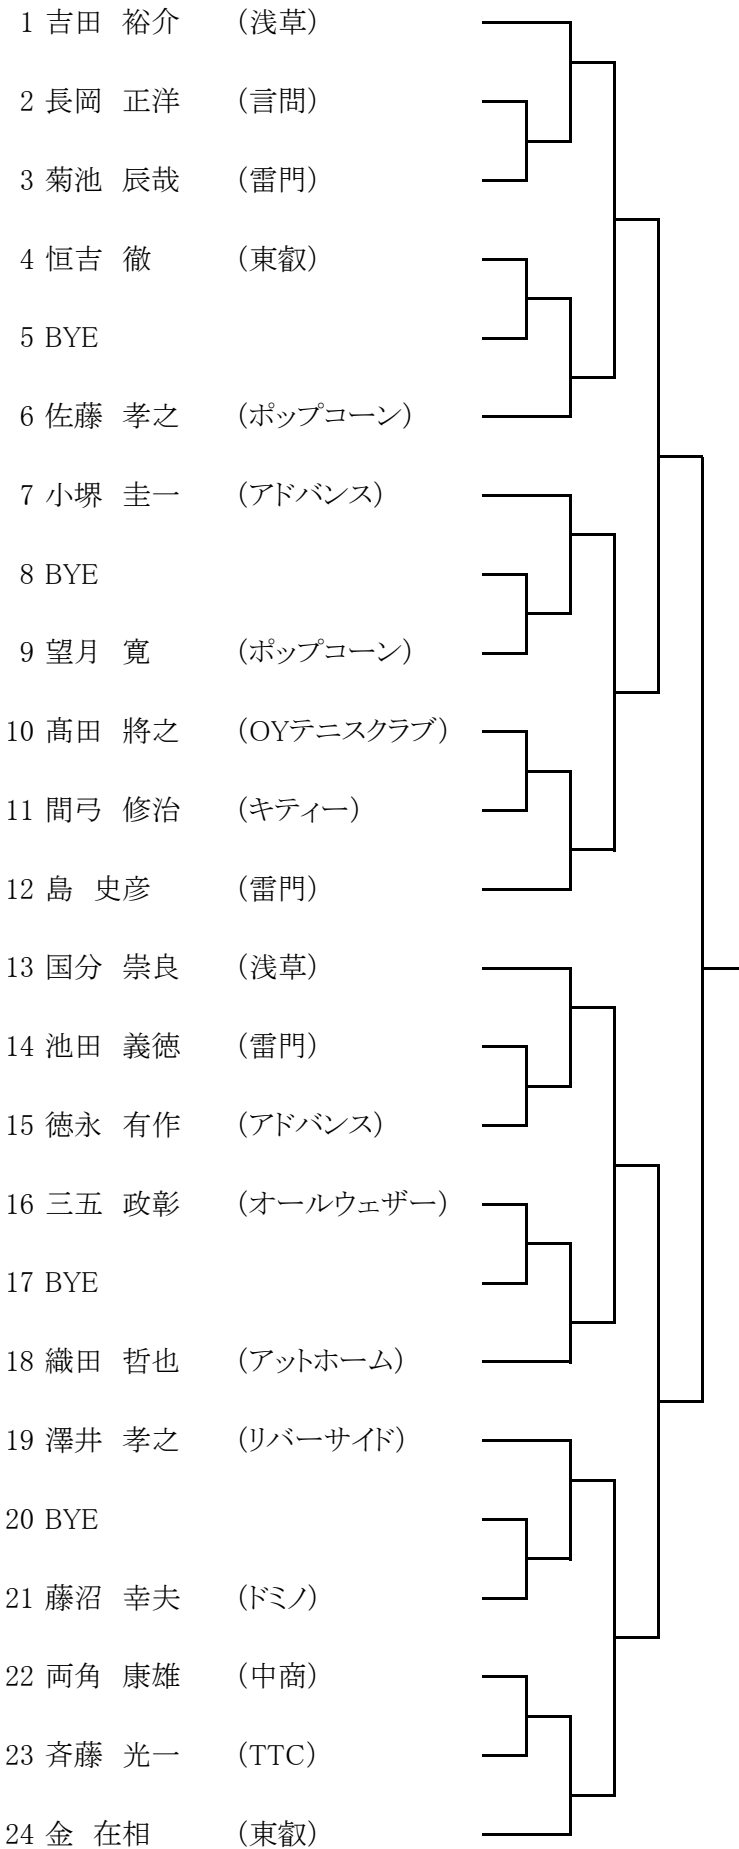 1 吉田 裕介 (浅草)
2 長岡 正洋 (言問)
3 菊池 辰哉 (雷門)
4 恒吉 徹 (東叡)
5 BYE
6 佐藤 孝之 (ポップコーン)
7 小堺 圭一 (アドバンス)
8 BYE
9 望月 寛 (ポップコーン)
10 髙田 將之 (OYテニスクラブ)
11 間弓 修治 (キティー)
12 島 史彦 (雷門)
13 国分 崇良 (浅草)
14 池田 義徳 (雷門)
15 徳永 有作 (アドバンス)
16 三五 政彰 (オールウェザー)
17 BYE
18 織田 哲也 (アットホーム)
19 澤井 孝之 (リバーサイド)
20 BYE
21 藤沼 幸夫 (ドミノ)
22 両角 康雄 (中商)
23 斉藤 光一 (TTC)
24 金 在相 (東叡)